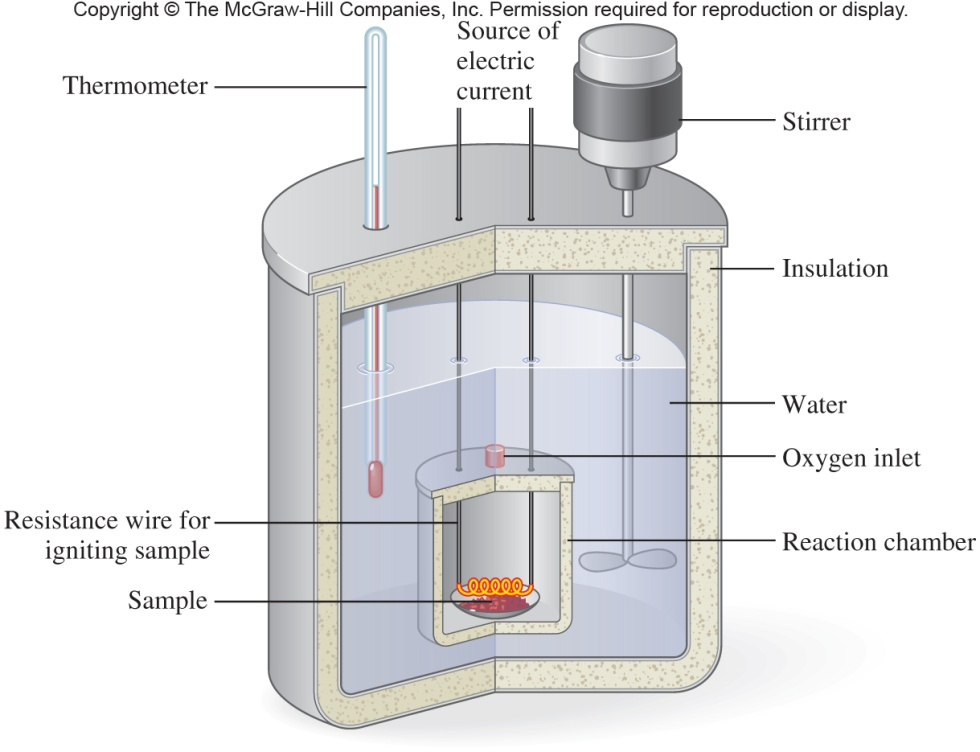 Copyright © The McGraw-Hill Companies, Inc. Permission required for reproduction or display.
Source of
electric
current
Thermometer
Stirrer
Insulation
Water
Oxygen inlet
Resistance wire for
igniting sample
Reaction chamber
Sample